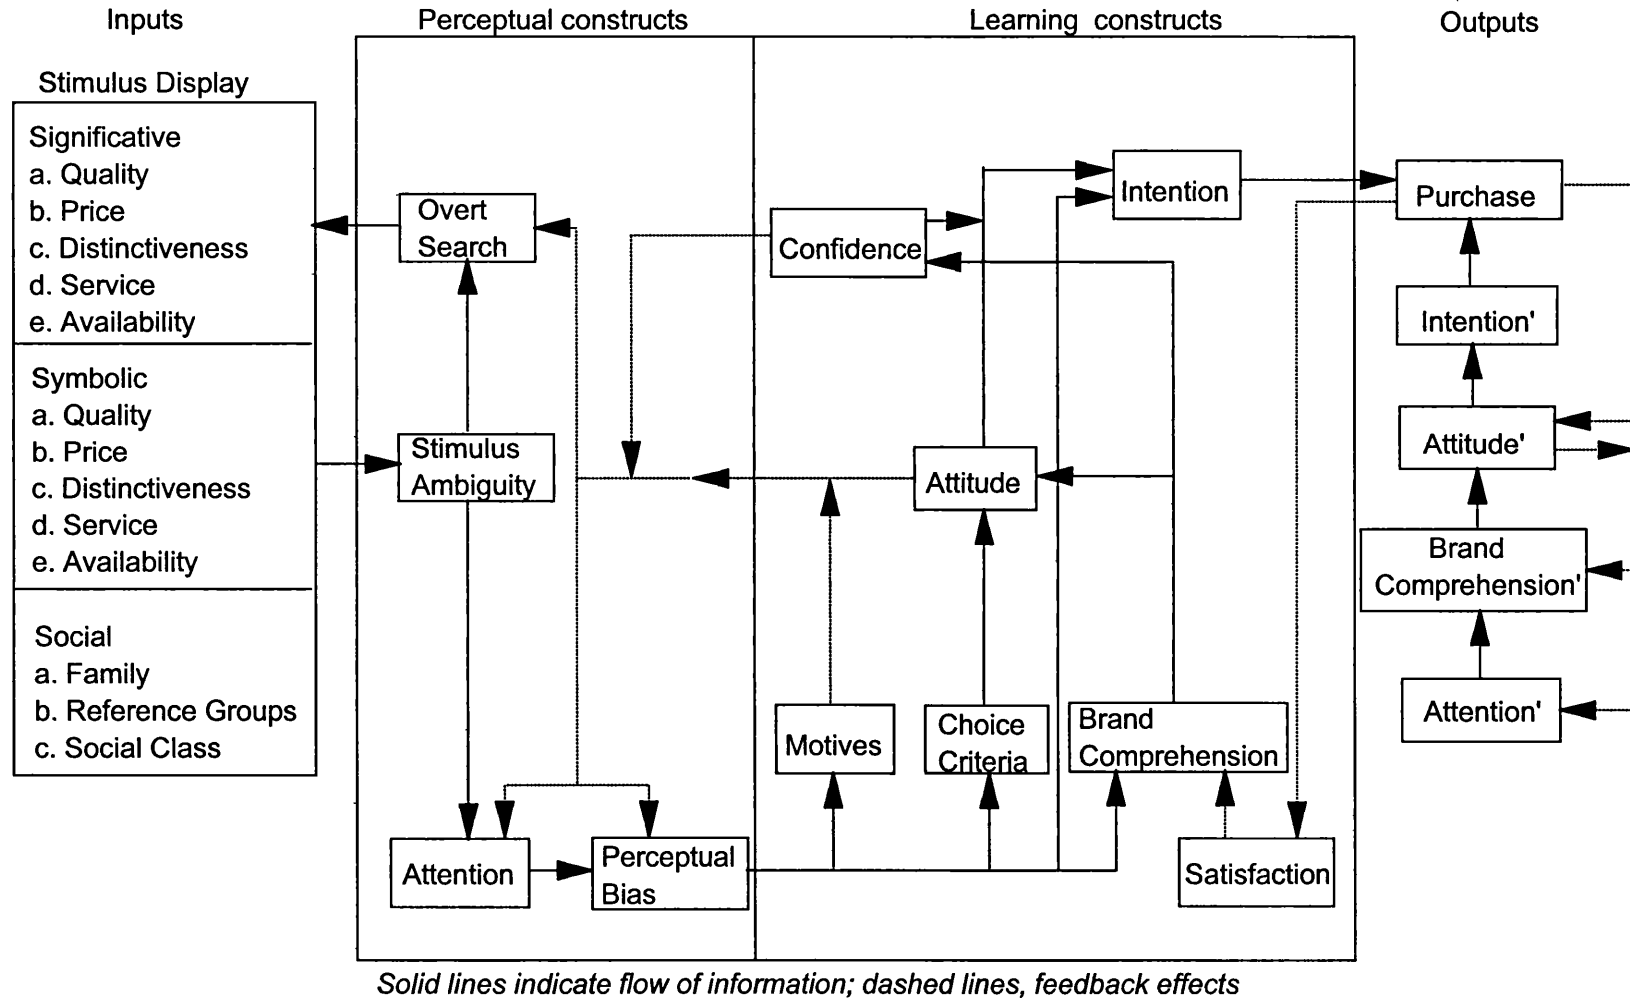 Inputs
Perceptual constructs
Learning constructs
Outputs
Stimulus Display
Significative
a. Quality
b. Price
c. Distinctiveness
d. Service
e. Availability
Symbolic
a. Quality
b. Price
c. Distinctiveness
d. Service
e. Availability
Social
a. Family
b. Reference Groups
c. Social Class
Overt
Search
Stimulus
Ambiguity
Attention
Perceptual
Bias
Confidence
Intention
Attitude
Motives
Choice
Criteria
Brand
Comprehension
Satisfaction
Purchase
Intention'
Attitude'
Brand
Comprehension'
Attention'
Solid lines indicate flow of information; dashed lines, feedback effects